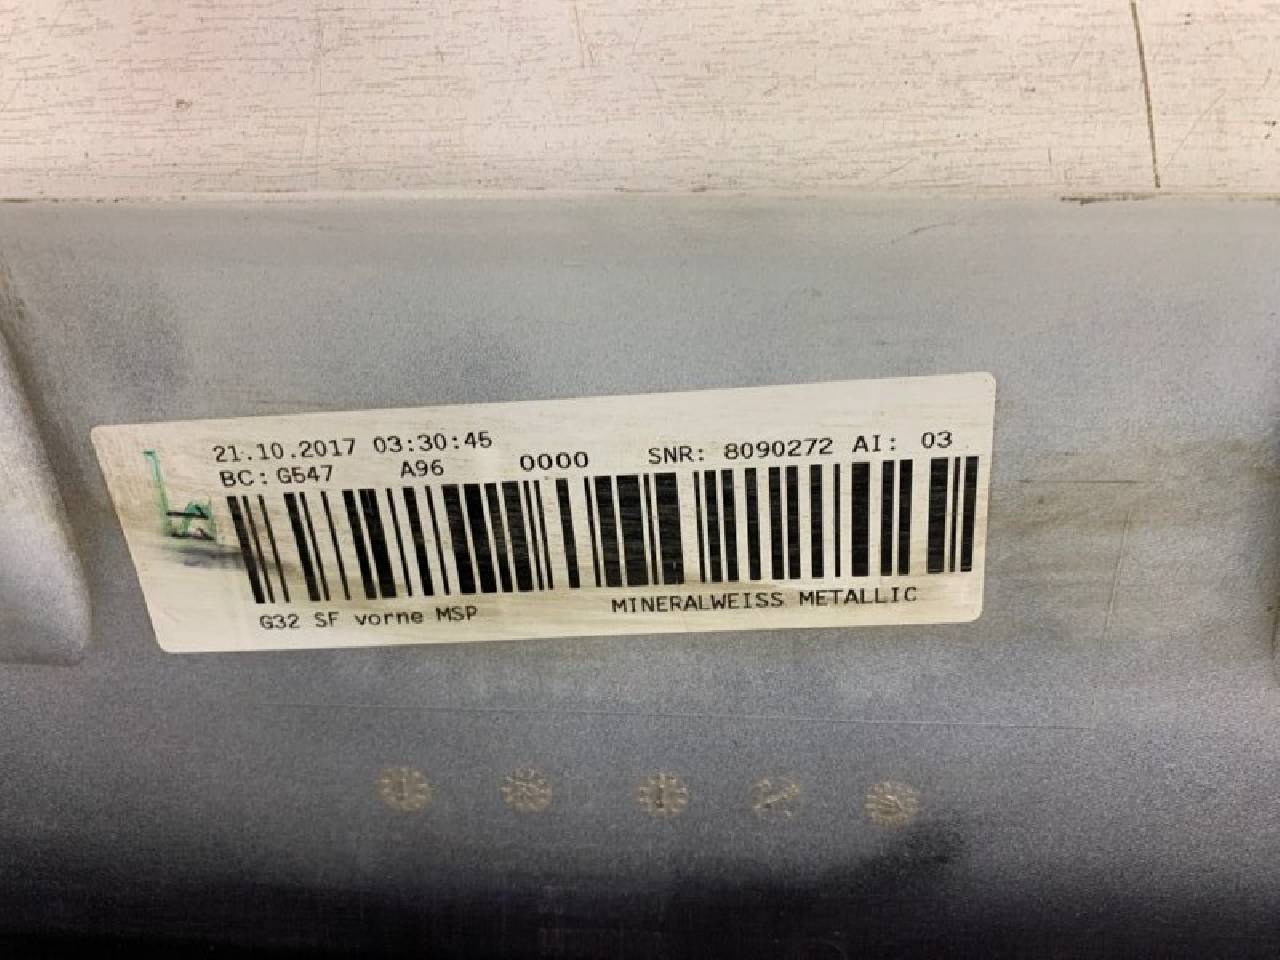 21.10.2017 03:30:45
BC: G547 A96 0000 SNR: 8090272 AI: 03
G32 SF vorne MSP MINERALWEISS METALLIC